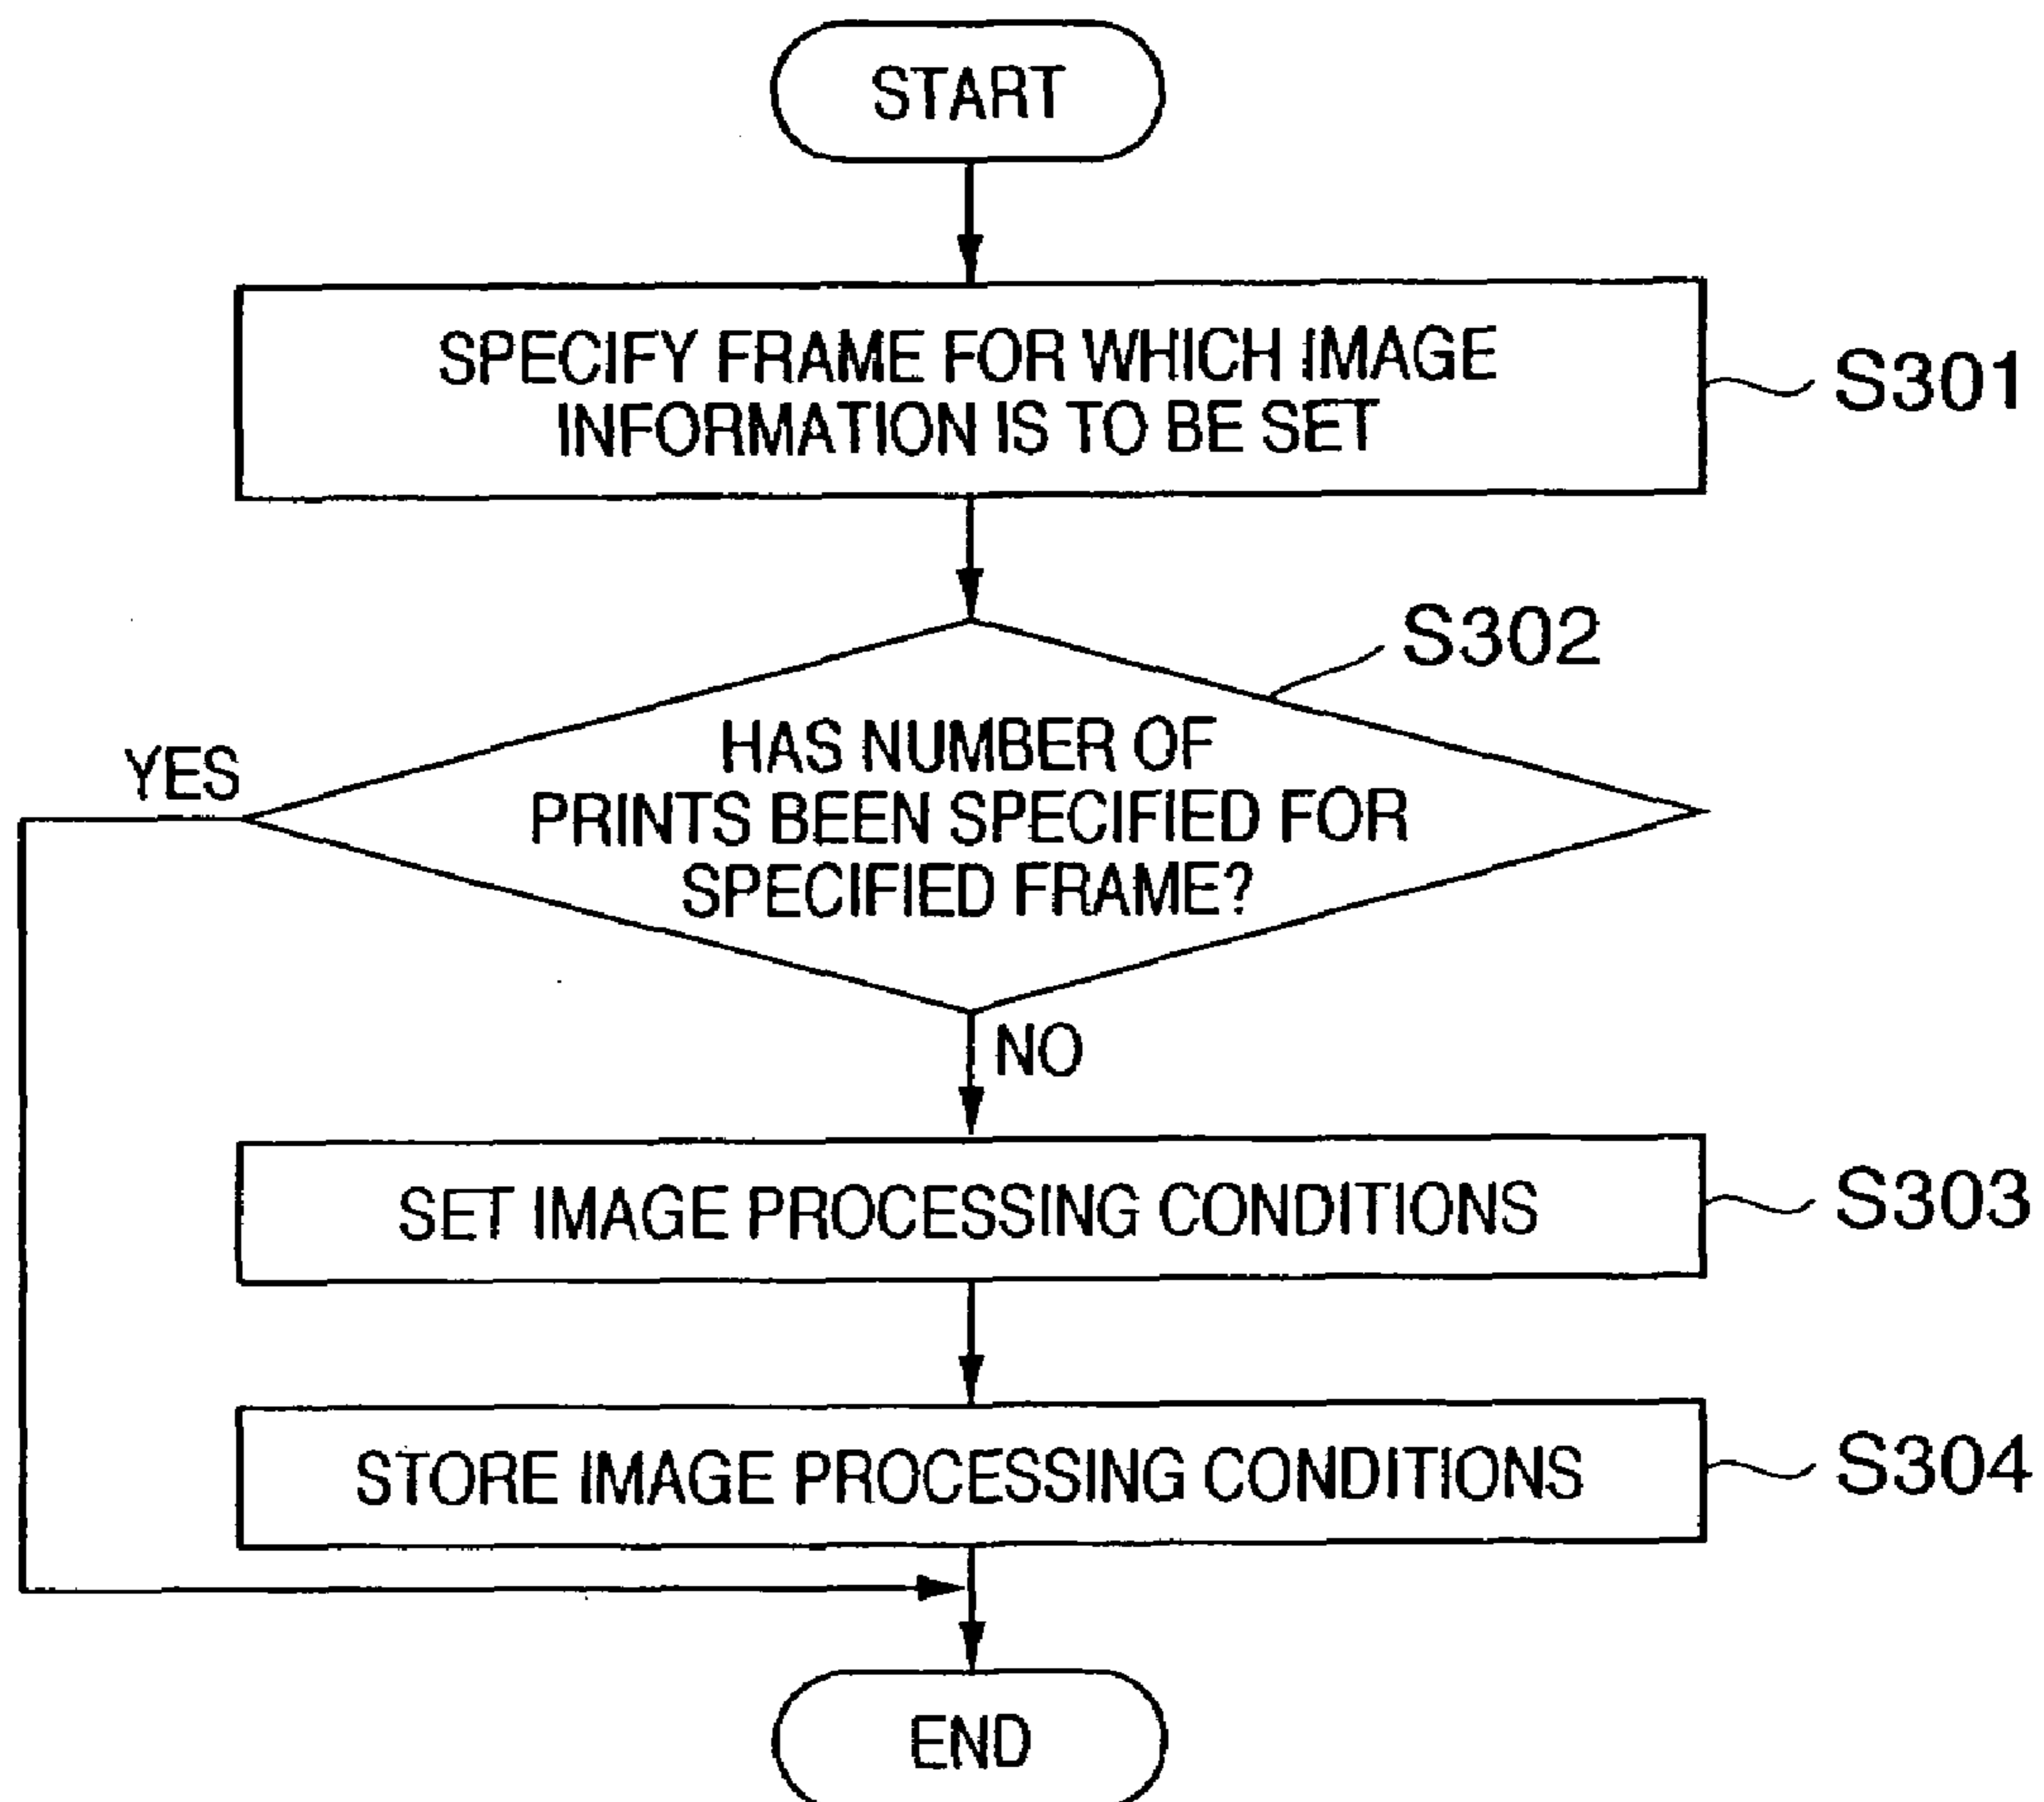 START
SPECIFY FRAME FOR WHICH IMAGE
INFORMATION IS TO BE SET
S301
S302
HAS NUMBER OF
PRINTS BEEN SPECIFIED FOR
SPECIFIED FRAME?
YES
NO
SET IMAGE PROCESSING CONDITIONS
S303
STORE IMAGE PROCESSING CONDITIONS
S304
END